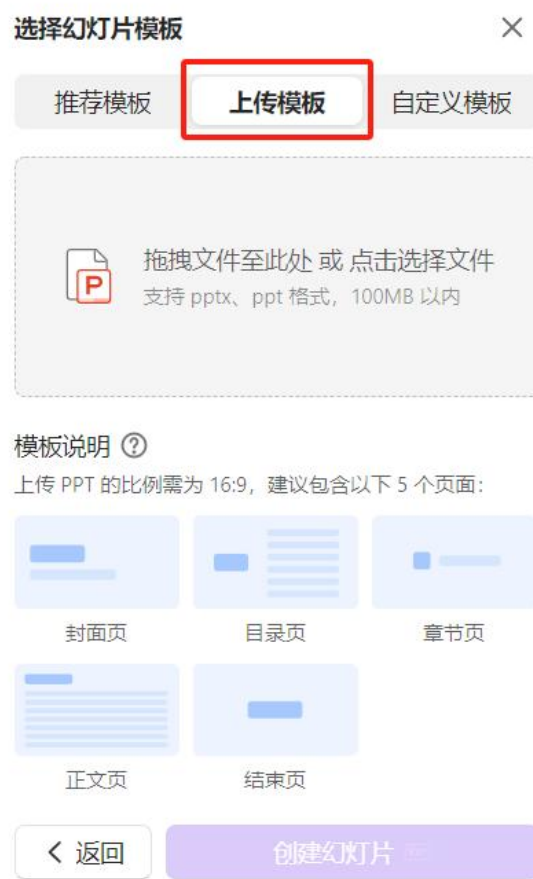 选择幻灯片模板
推荐模板 上传模板 自定义模板
拖拽文件至此处 或 点击选择文件
P
支持 pptx、ppt 格式，100MB 以内
模板说明 ?
上传 PPT 的比例需为 16:9，建议包含以下 5 个页面：
封面页 目录页 章节页
正文页 结束页
返回 创建幻灯片